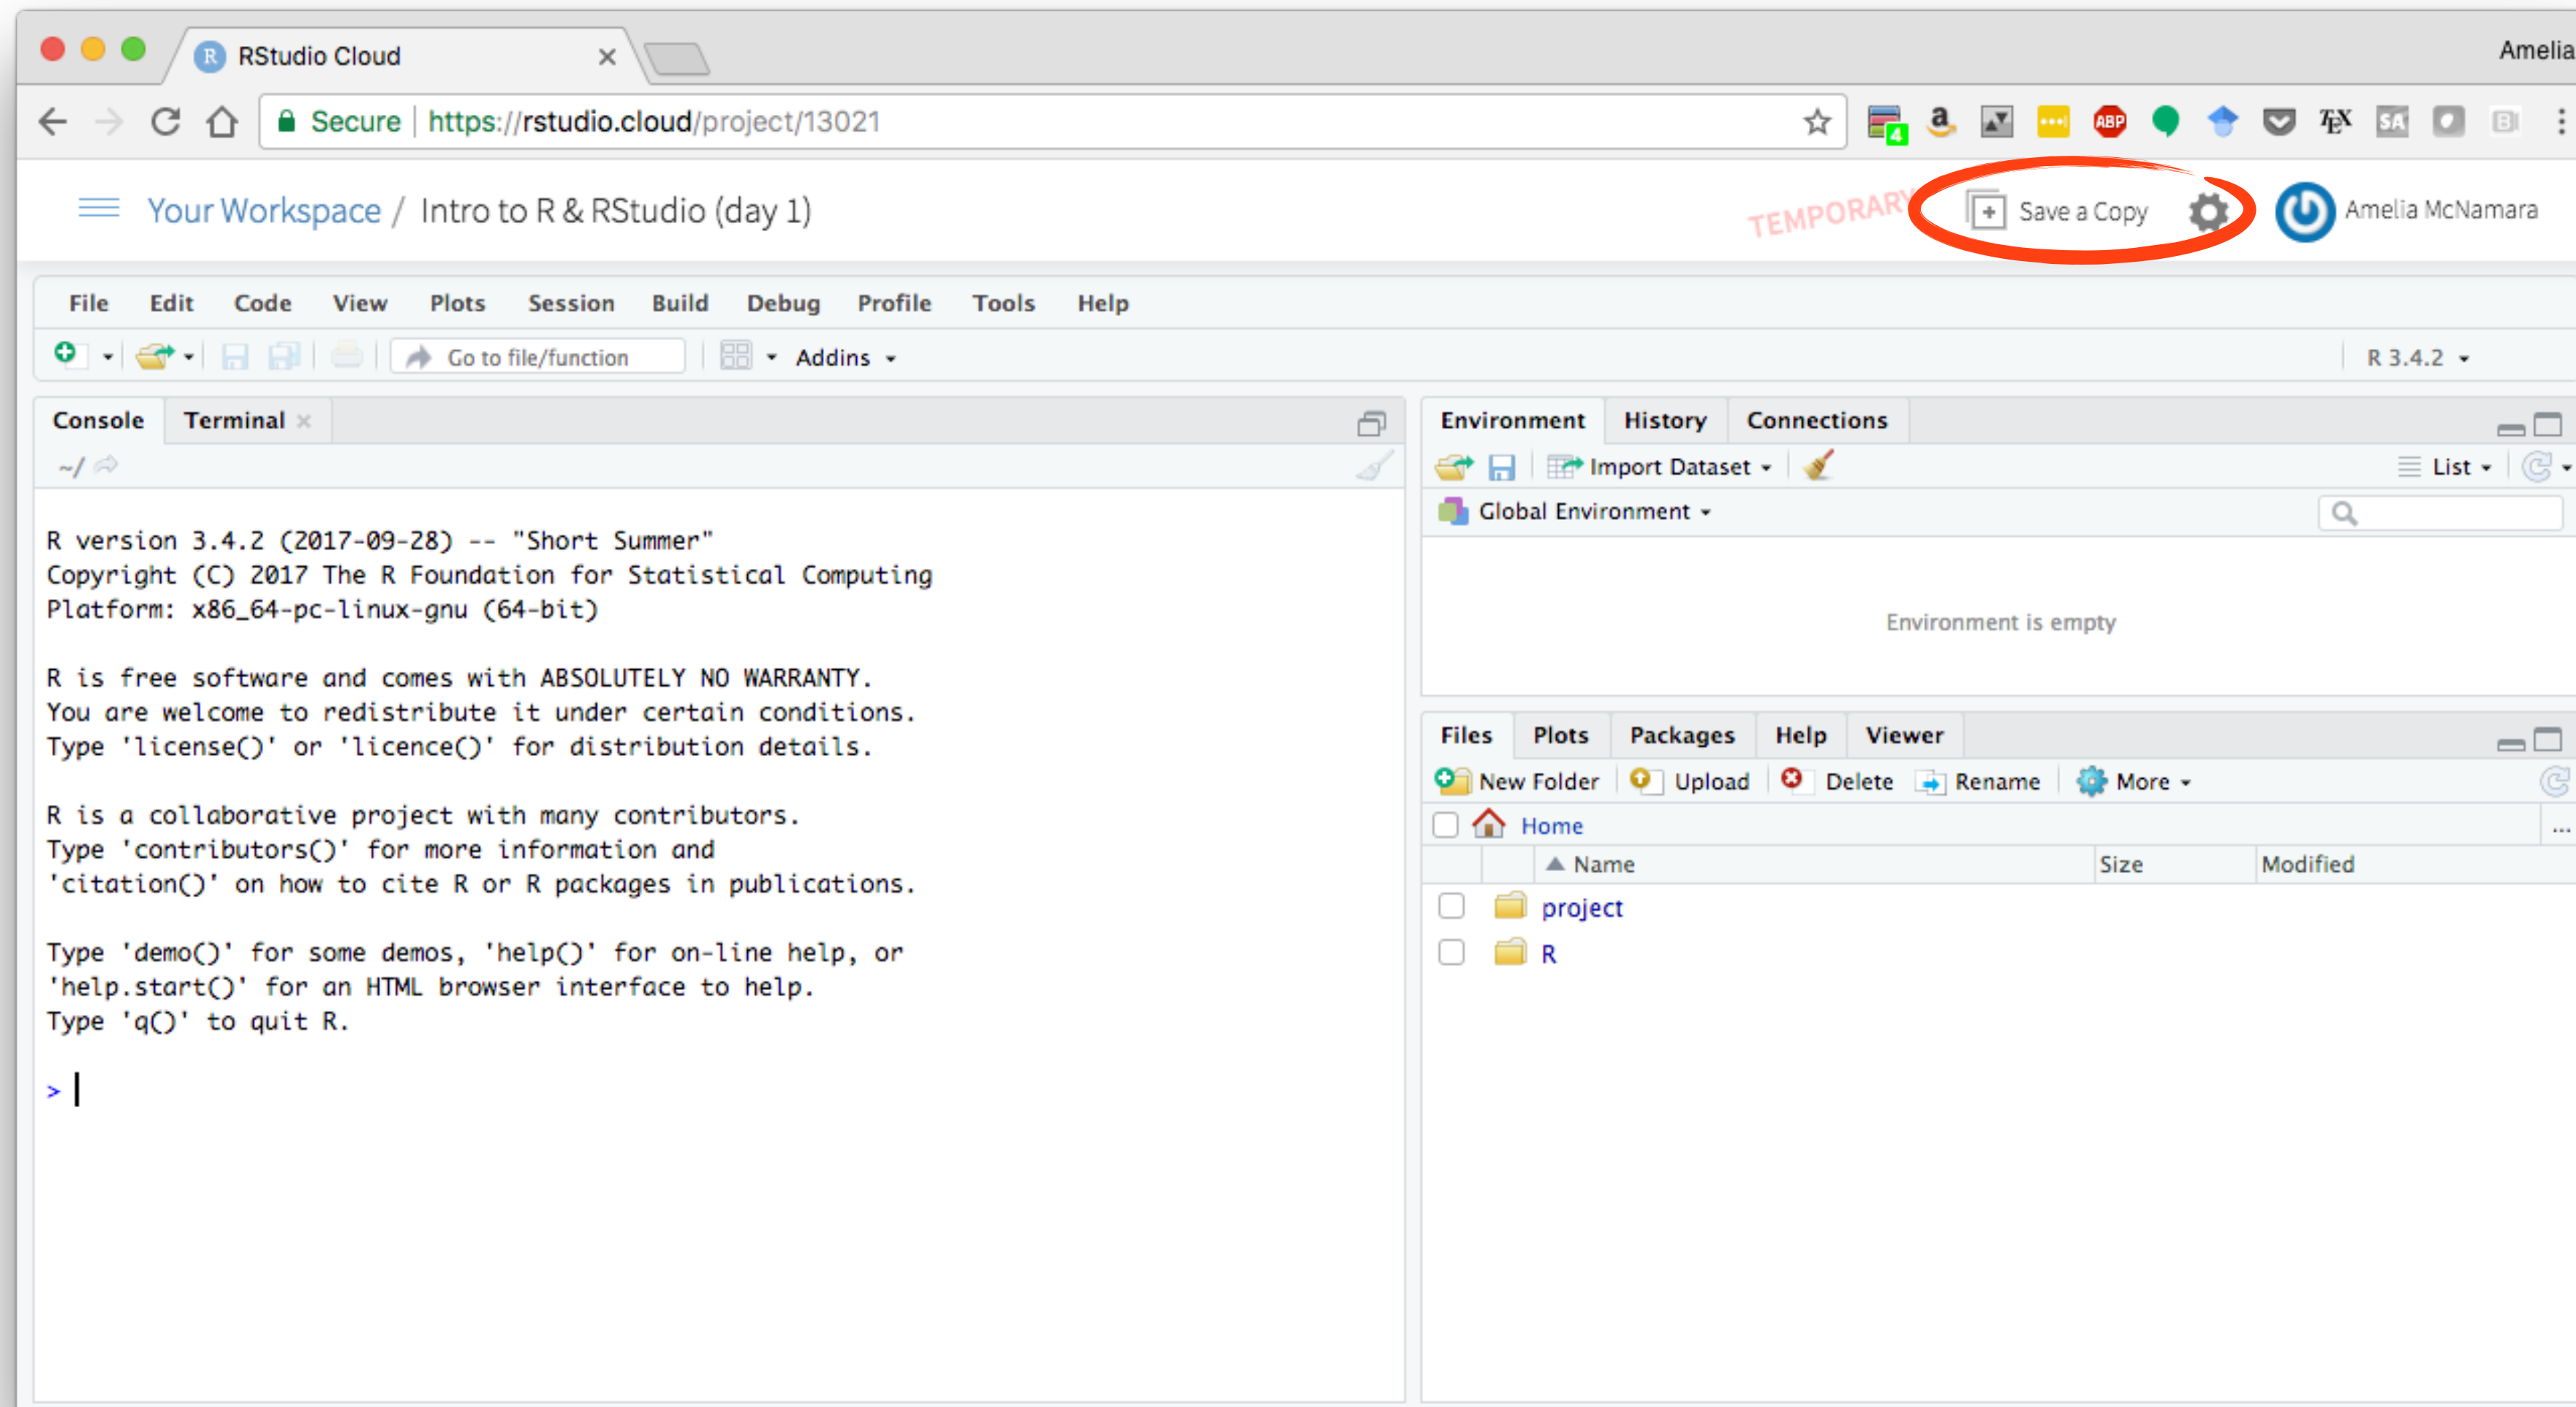 RStudio Cloud
Amelia
Secure https://rstudio.cloud/project/13021
4 a ABP TEX SA B
Your Workspace / Intro to R & RStudio (day 1)
TEMPORARY Save a Copy Amelia McNamara
File Edit Code View Plots Session Build Debug Profile Tools Help
Go to file/function Addins R 3.4.2
Console Terminal
~/
R version 3.4.2 (2017-09-28) -- "Short Summer"
Copyright (C) 2017 The R Foundation for Statistical Computing
Platform: x86_64-pc-linux-gnu (64-bit)
R is free software and comes with ABSOLUTELY NO WARRANTY.
You are welcome to redistribute it under certain conditions.
Type 'license()' or 'licence()' for distribution details.
R is a collaborative project with many contributors.
Type 'contributors()' for more information and
'citation()' on how to cite R or R packages in publications.
Type 'demo()' for some demos, 'help()' for on-line help, or
'help.start()' for an HTML browser interface to help.
Type 'q()' to quit R.
>
Environment History Connections
Import Dataset List
Global Environment
Environment is empty
Files Plots Packages Help Viewer
New Folder Upload Delete Rename More
Home ...
Name Size Modified
project
R